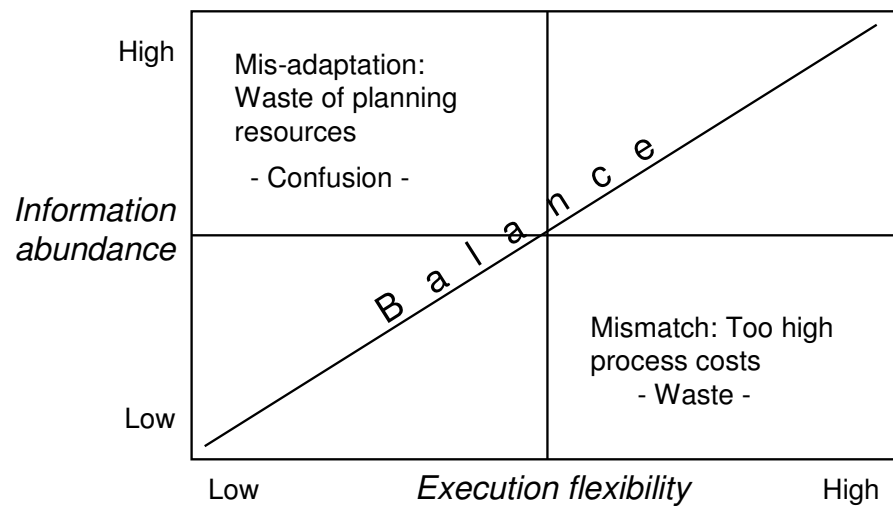 High
Mis-adaptation:
Waste of planning
resources
- Confusion -
Balance
Information
abundance
Mismatch: Too high
process costs
- Waste -
Low
Low
Execution flexibility
High